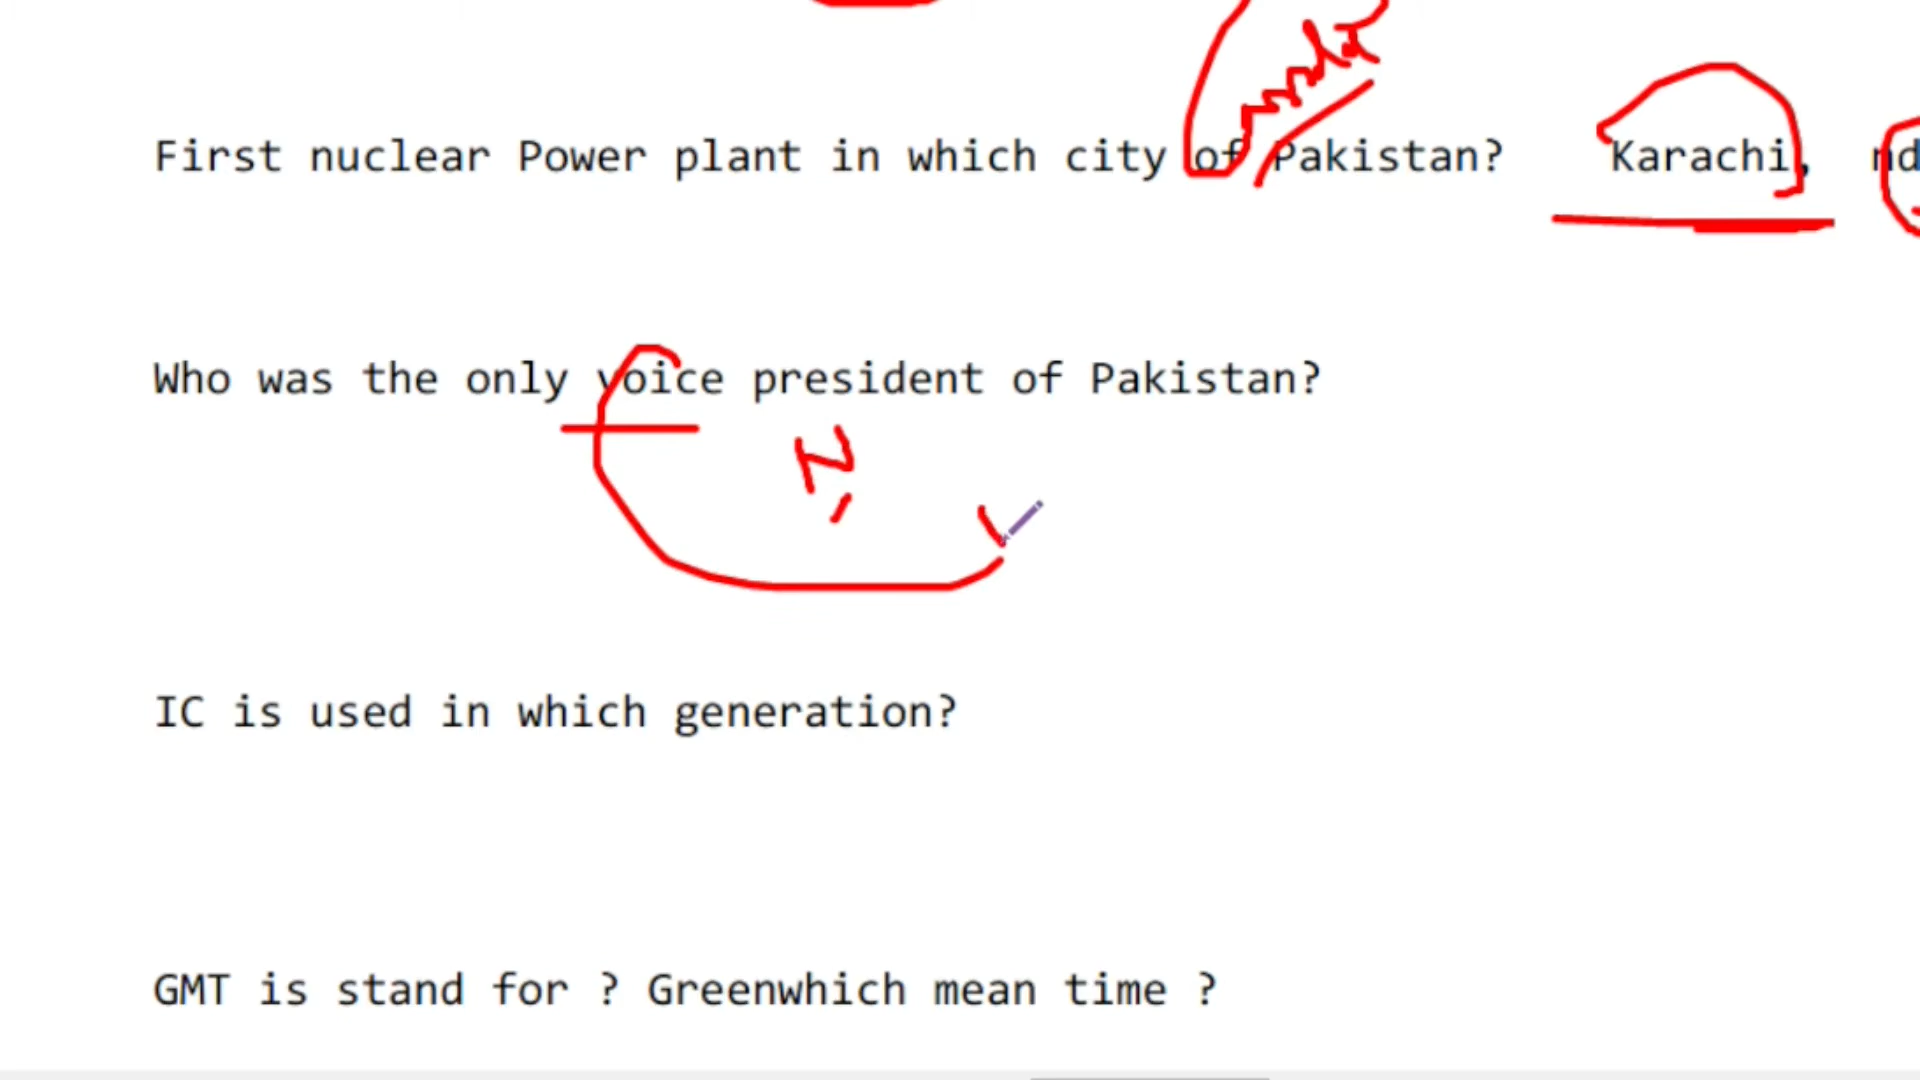 First nuclear Power plant in which city of Pakistan? Karachi, nd
Who was the only voice president of Pakistan?
N
IC is used in which generation?
GMT is stand for ? Greenwhich mean time ?